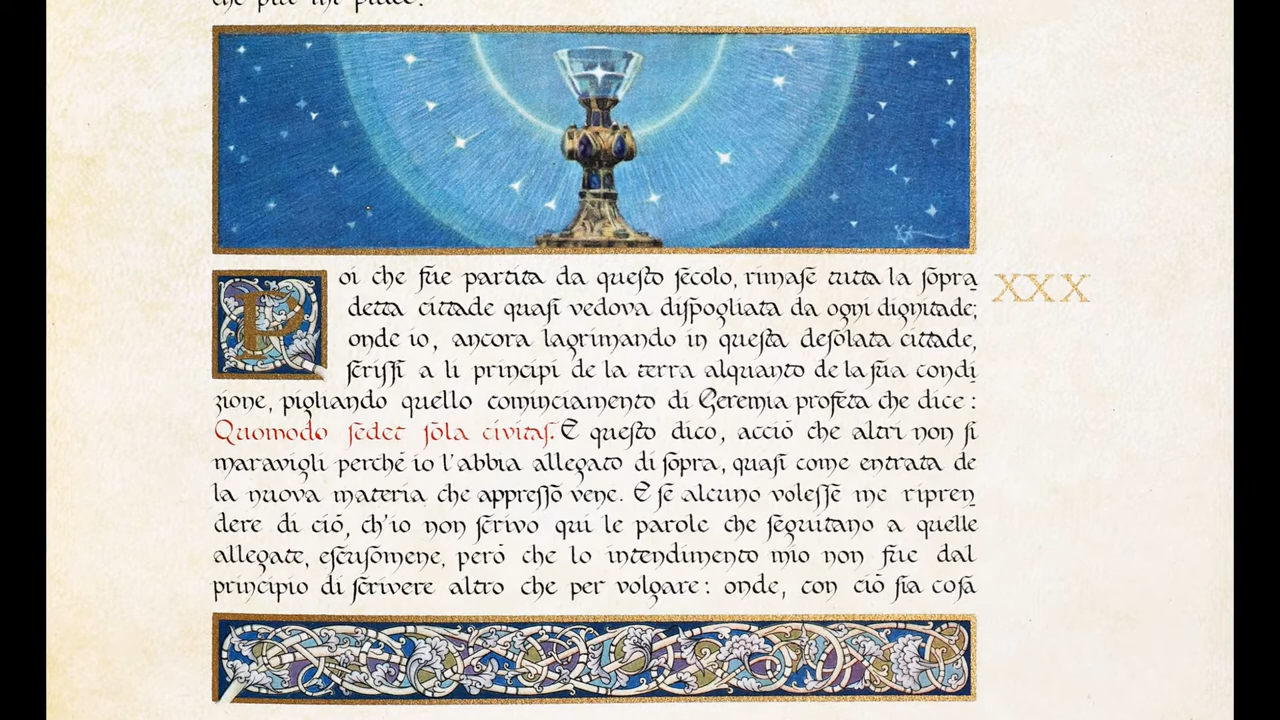 che più mi piace.
Poi che fue partita da questo secolo, rimase tutta la sopra
XXX
detta cittade quasi vedova dispogliata da ogni dignitade;
onde io, ancora lagrimando in questa desolata cittade,
scrissi a li principi de la terra alquanto de la sua condi
zione, pigliando quello cominciamento di Geremia profeta che dice:
Quomodo sedet sola civitas. E questo dico, acciò che altri non si
maravigli perché io l'abbia allegato di sopra, quasi come entrata de
la nuova materia che appresso vene. E se alcuno volesse me ripren
dere di ciò, ch'io non scrivo qui le parole che seguitano a quelle
allegate, escusomene, però che lo intendimento mio non fue dal
principio di scrivere altro che per volgare: onde, con ciò sia cosa